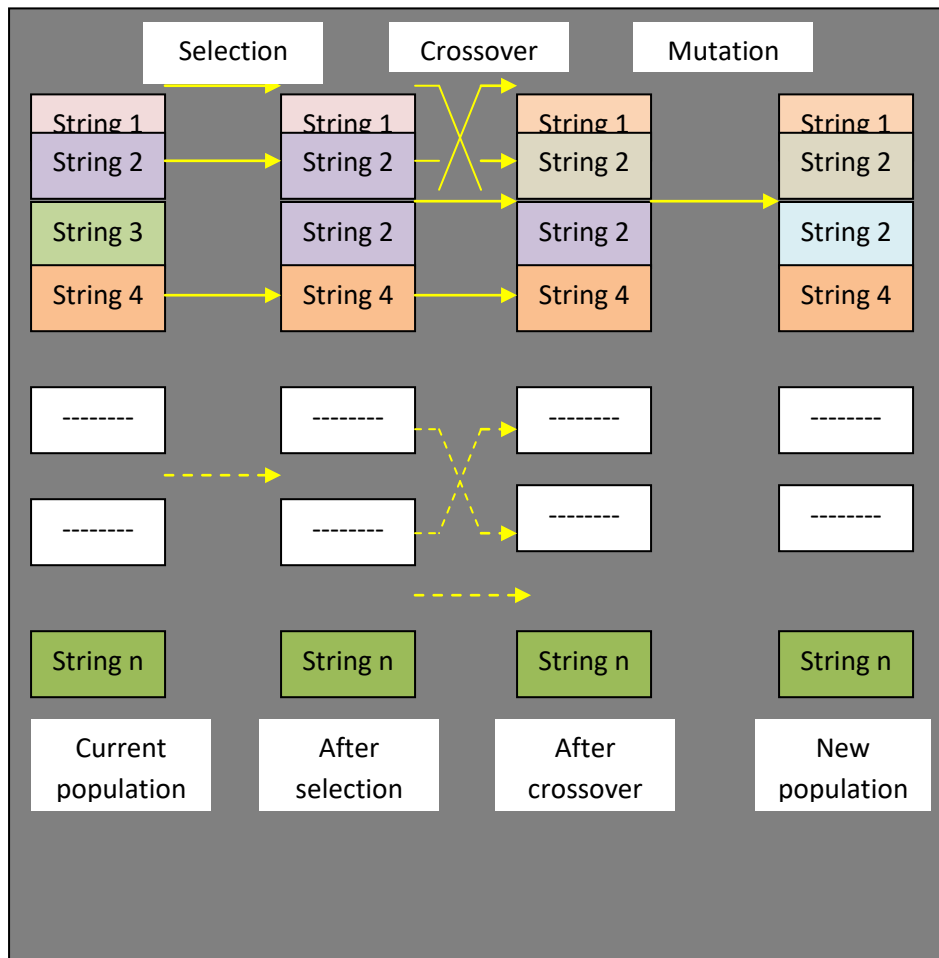 Selection Crossover Mutation
String 1 String 1 String 1 String 1
String 2 String 2 String 2 String 2
String 3 String 2 String 2 String 2
String 4 String 4 String 4 String 4
-------- -------- -------- --------
-------- -------- -------- --------
String n String n String n String n
Current After After New
population selection crossover population